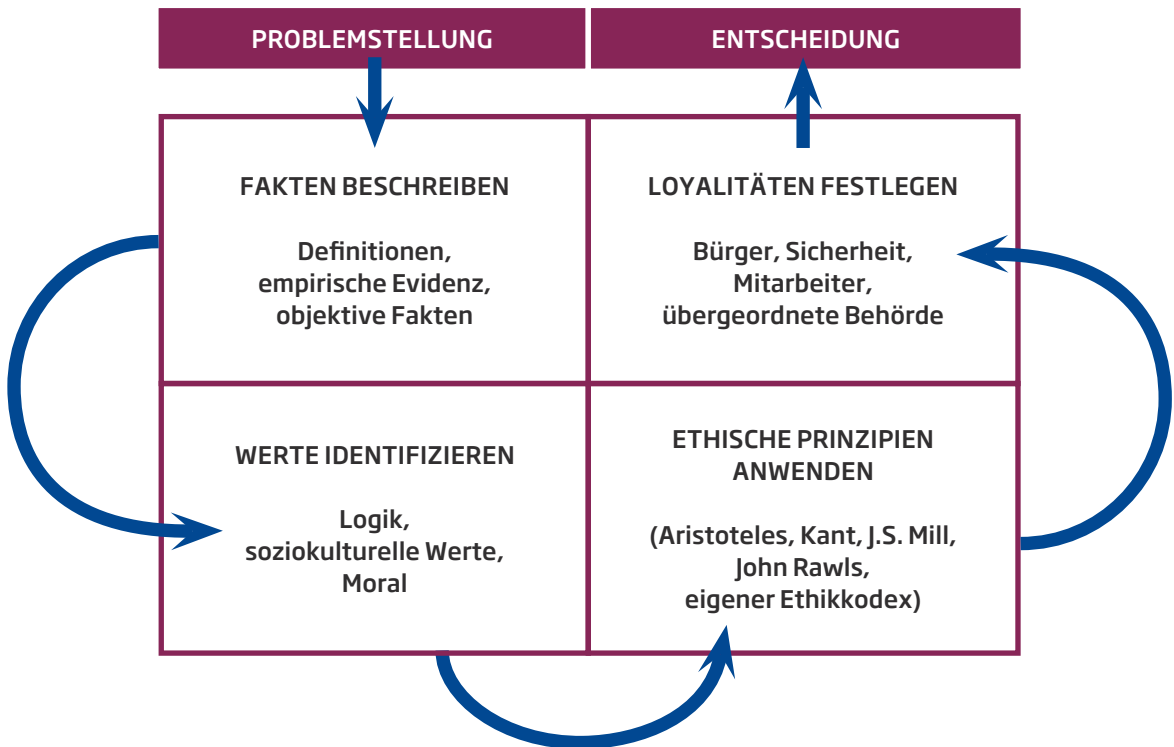 PROBLEMSTELLUNG
ENTSCHEIDUNG
FAKTEN BESCHREIBEN
Definitionen,
empirische Evidenz,
objektive Fakten
LOYALITÄTEN FESTLEGEN
Bürger, Sicherheit,
Mitarbeiter,
übergeordnete Behörde
WERTE IDENTIFIZIEREN
Logik,
soziokulturelle Werte,
Moral
ETHISCHE PRINZIPIEN
ANWENDEN
(Aristoteles, Kant, J.S. Mill,
John Rawls,
eigener Ethikkodex)